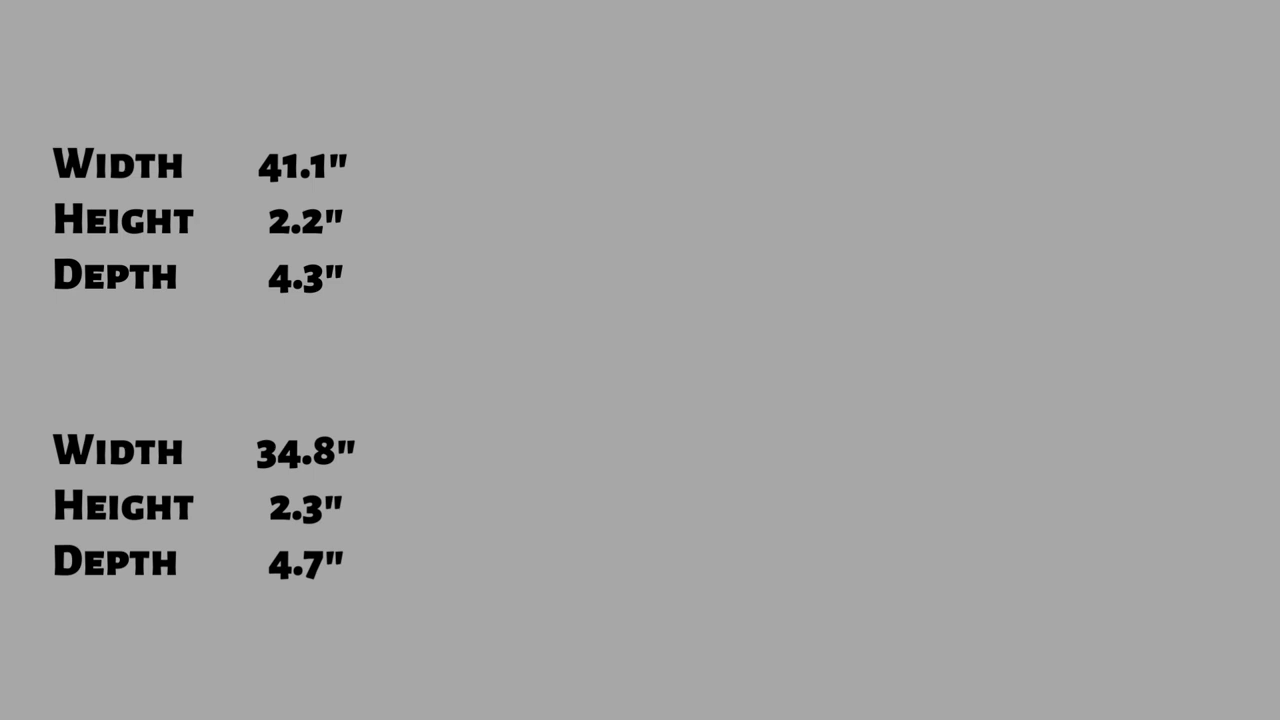 Width 41.1"
Height 2.2"
Depth 4.3"
Width 34.8"
Height 2.3"
Depth 4.7"